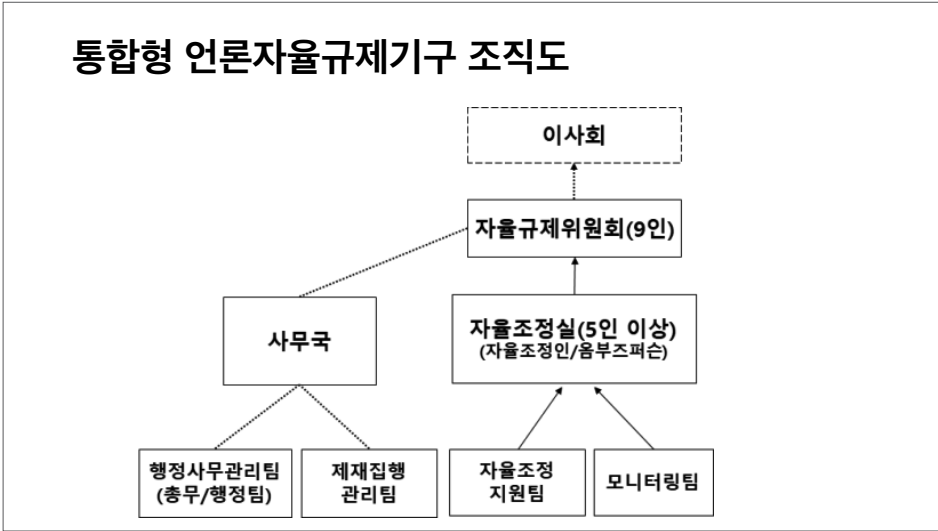 통합형 언론자율규제기구 조직도
이사회
자율규제위원회(9인)
사무국
자율조정실(5인 이상)
(자율조정인/옴부즈퍼슨)
행정사무관리팀
(총무/행정팀)
제재집행
관리팀
자율조정
지원팀
모니터링팀